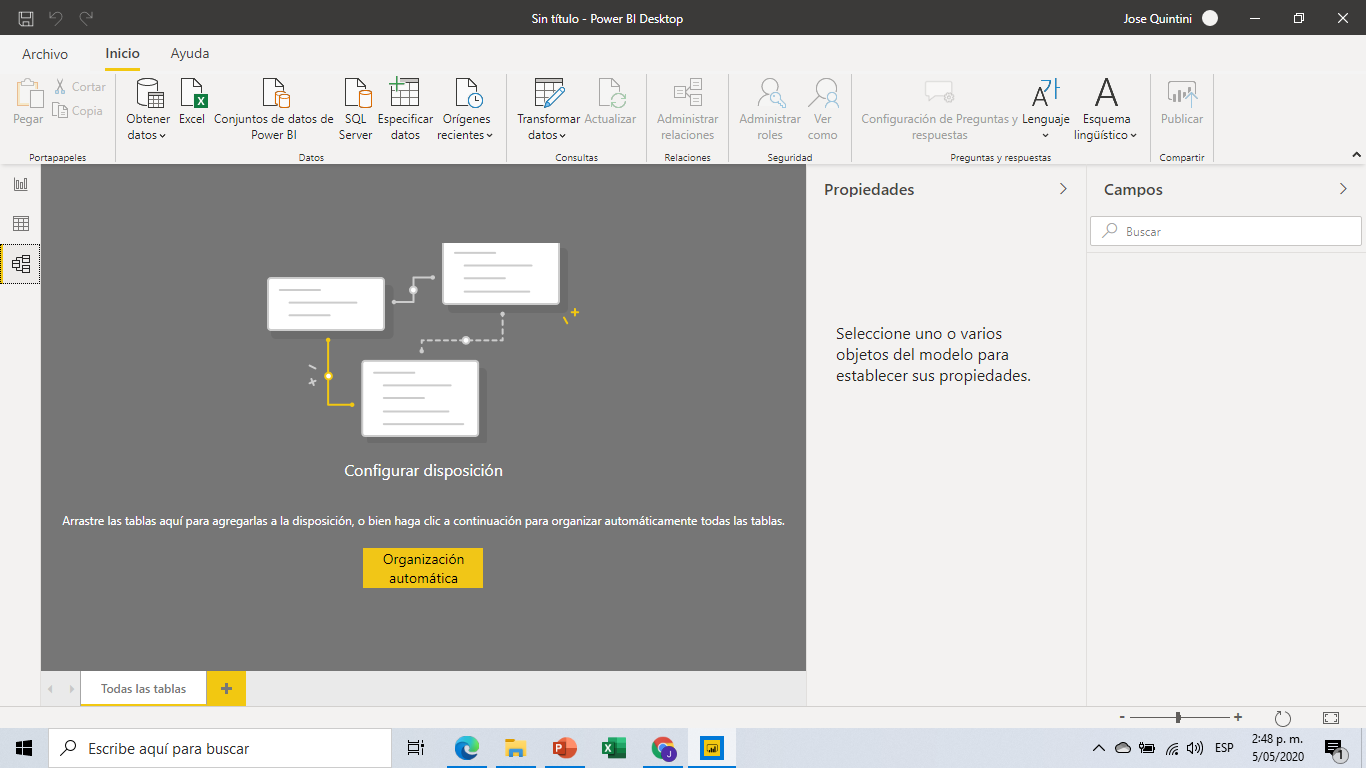 Sin título - Power BI Desktop
Jose Quintini
Archivo
Inicio
Ayuda
Pegar
Cortar
Copia
Portapapeles
Obtener
datos
Excel
Conjuntos de datos de
Power BI
SQL
Server
Especificar
datos
Orígenes
recientes
Datos
Transformar
datos
Actualizar
Consultas
Administrar
relaciones
Relaciones
Administrar
roles
Ver
como
Seguridad
Configuración de Preguntas y
respuestas
Lenguaje
Esquema
lingüístico
Preguntas y respuestas
Publicar
Compartir
Propiedades
Campos
Buscar
Seleccione uno o varios
objetos del modelo para
establecer sus propiedades.
Configurar disposición
Arrastre las tablas aquí para agregarlas a la disposición, o bien haga clic a continuación para organizar automáticamente todas las tablas.
Organización
automática
Todas las tablas
Escribe aquí para buscar
ESP
2:48 p. m.
5/05/2020
1